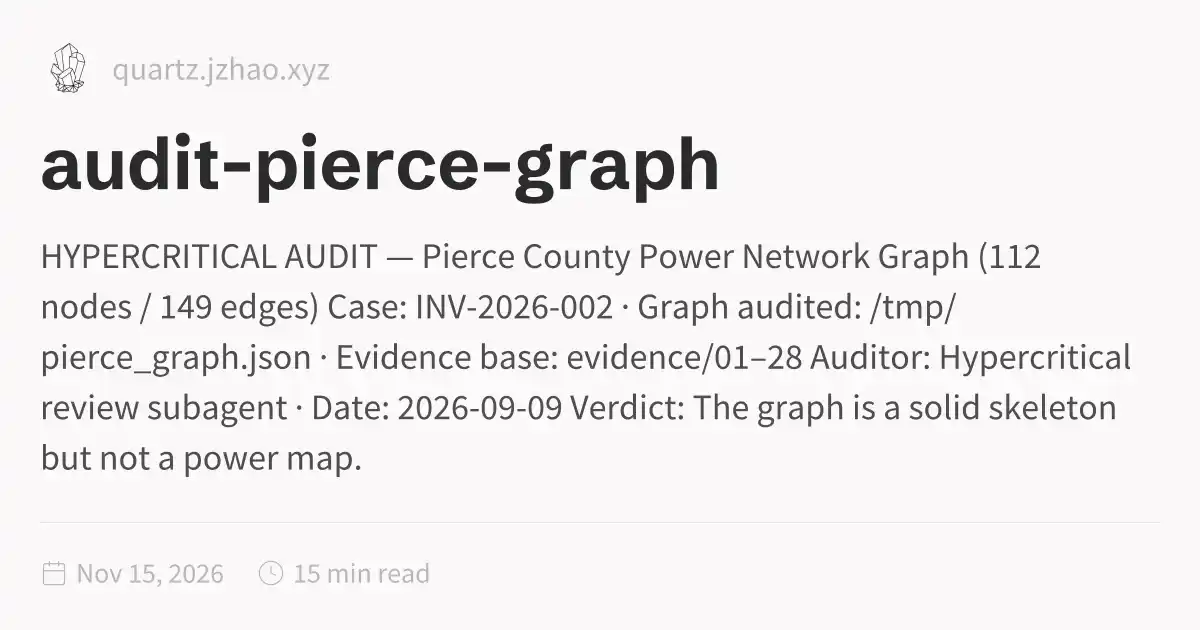 quartz.jzhao.xyz
audit-pierce-graph
HYPERCRITICAL AUDIT — Pierce County Power Network Graph (112
nodes / 149 edges) Case: INV-2026-002 · Graph audited: /tmp/
pierce_graph.json · Evidence base: evidence/01–28 Auditor: Hypercritical
review subagent · Date: 2026-09-09 Verdict: The graph is a solid skeleton
but not a power map.
Nov 15, 2026
15 min read